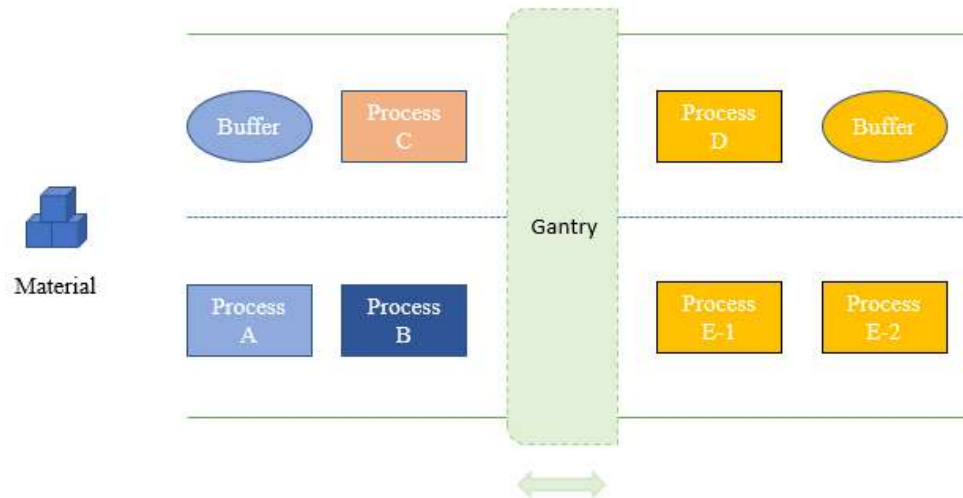 Buffer
Process
C
Process
D
Buffer
Gantry
Material
Process
A
Process
B
Process
E-1
Process
E-2